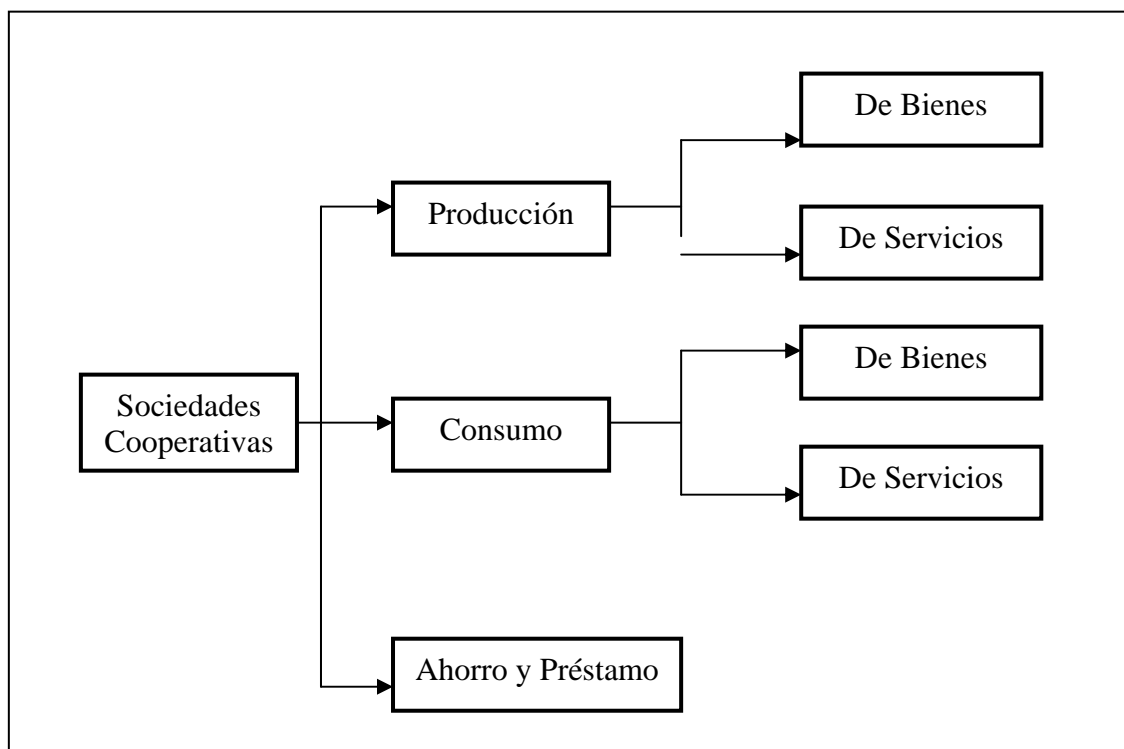 Sociedades
Cooperativas
Producción
De Bienes
De Servicios
Consumo
De Bienes
De Servicios
Ahorro y Préstamo